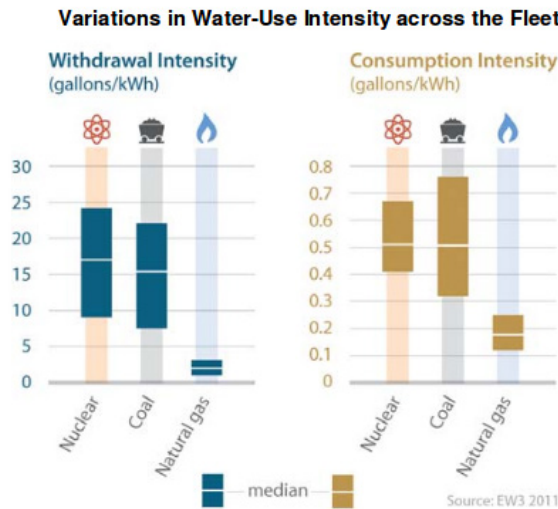 Variations in Water-Use Intensity across the Fleet
Withdrawal Intensity
(gallons/kWh)
30
25
20
15
10
5
0
Nuclear
Coal
Natural gas
Consumption Intensity
(gallons/kWh)
0.8
0.7
0.6
0.5
0.4
0.3
0.2
0.1
0
Nuclear
Coal
Natural gas
median
Source: EW3 2011